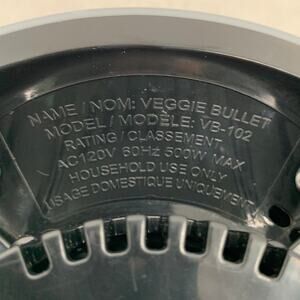 NAME / NOM: VEGGIE BULLET
MODEL / MODÈLE: VB-102
RATING / CLASSEMENT
AC120V 60Hz 500W MAX
HOUSEHOLD USE ONLY
USAGE DOMESTIQUE UNIQUEMENT